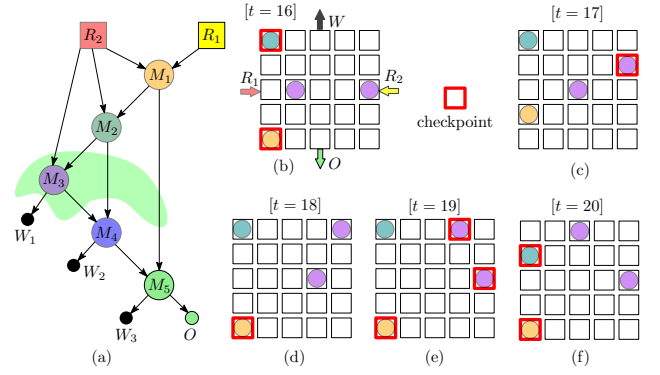 R₂
R₁
M₁
M₂
M₃
M₄
M₅
W₁
W₂
W₃
O
(a)
[t = 16]
W
R₁
R₂
O
(b)
checkpoint
[t = 17]
(c)
[t = 18]
(d)
[t = 19]
(e)
[t = 20]
(f)